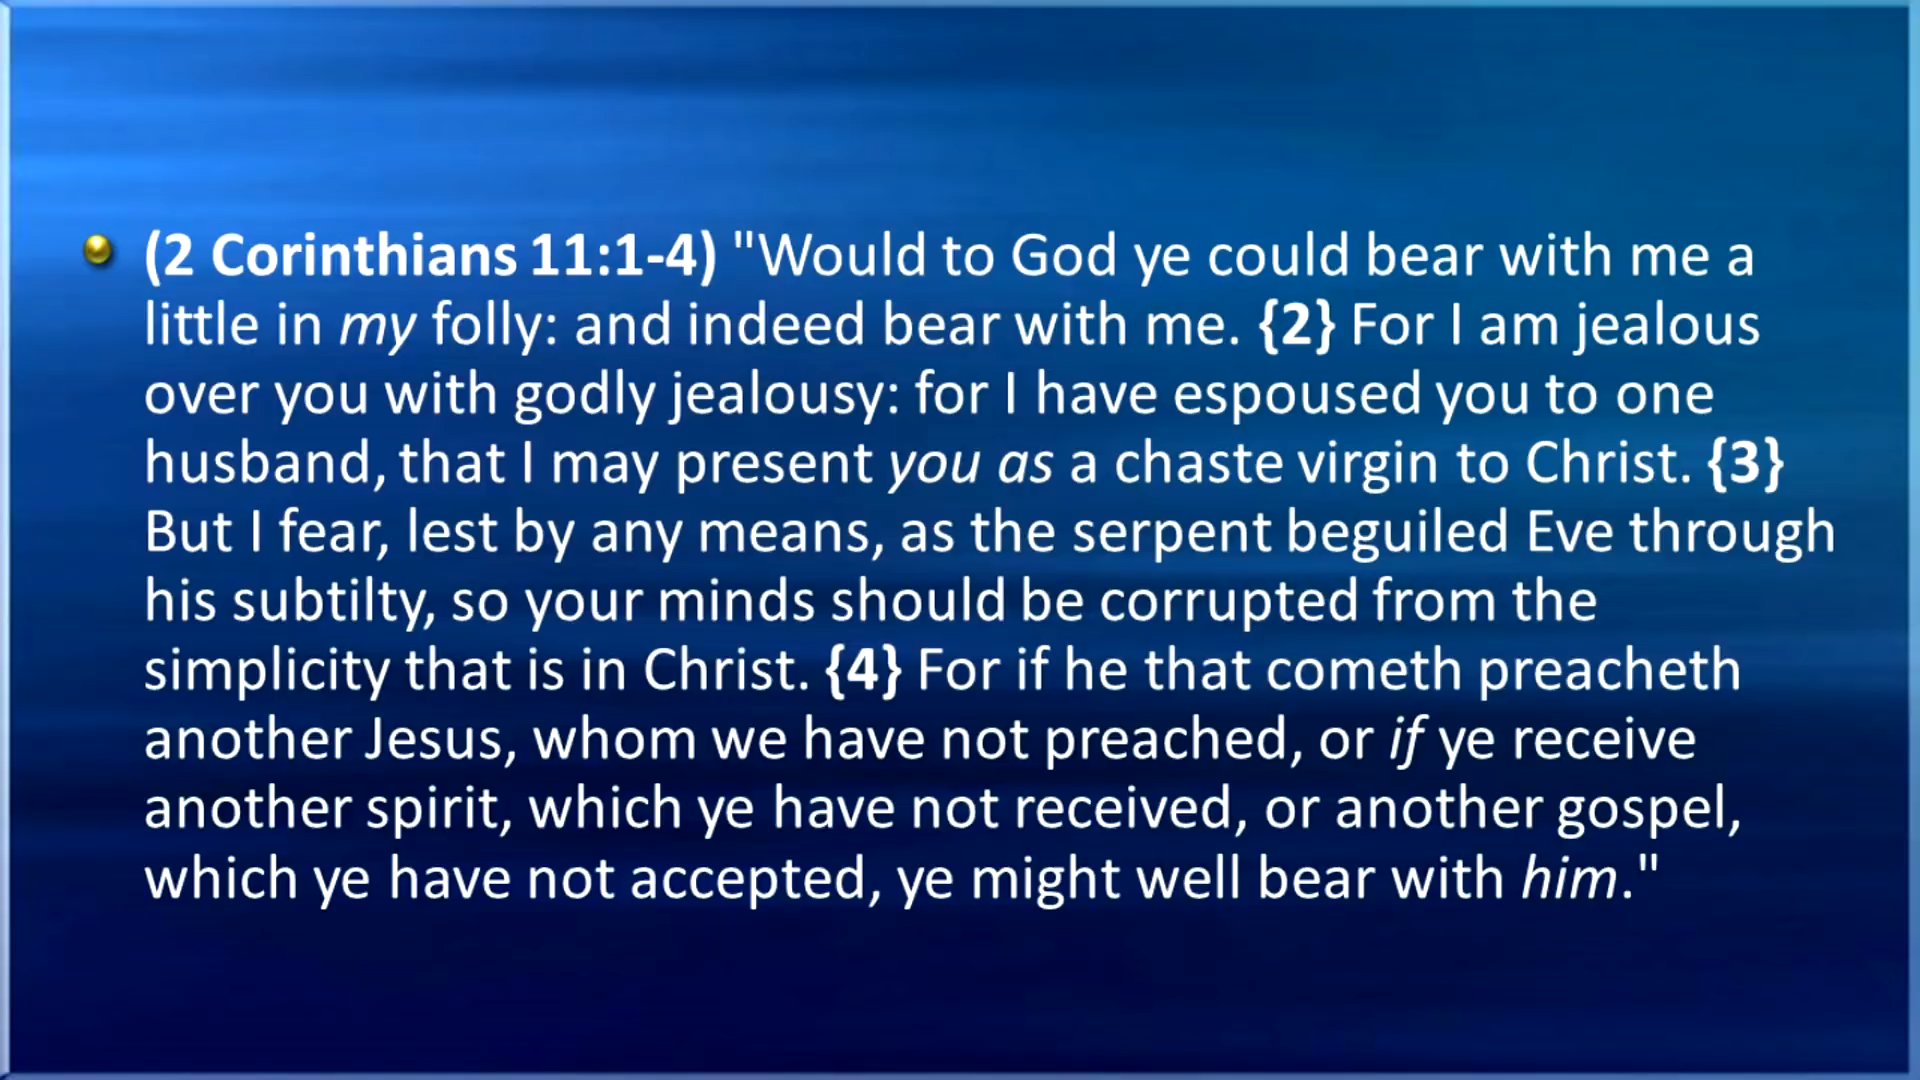 (2 Corinthians 11:1-4) "Would to God ye could bear with me a
little in my folly: and indeed bear with me. {2} For I am jealous
over you with godly jealousy: for I have espoused you to one
husband, that I may present you as a chaste virgin to Christ. {3}
But I fear, lest by any means, as the serpent beguiled Eve through
his subtilty, so your minds should be corrupted from the
simplicity that is in Christ. {4} For if he that cometh preacheth
another Jesus, whom we have not preached, or if ye receive
another spirit, which ye have not received, or another gospel,
which ye have not accepted, ye might well bear with him."